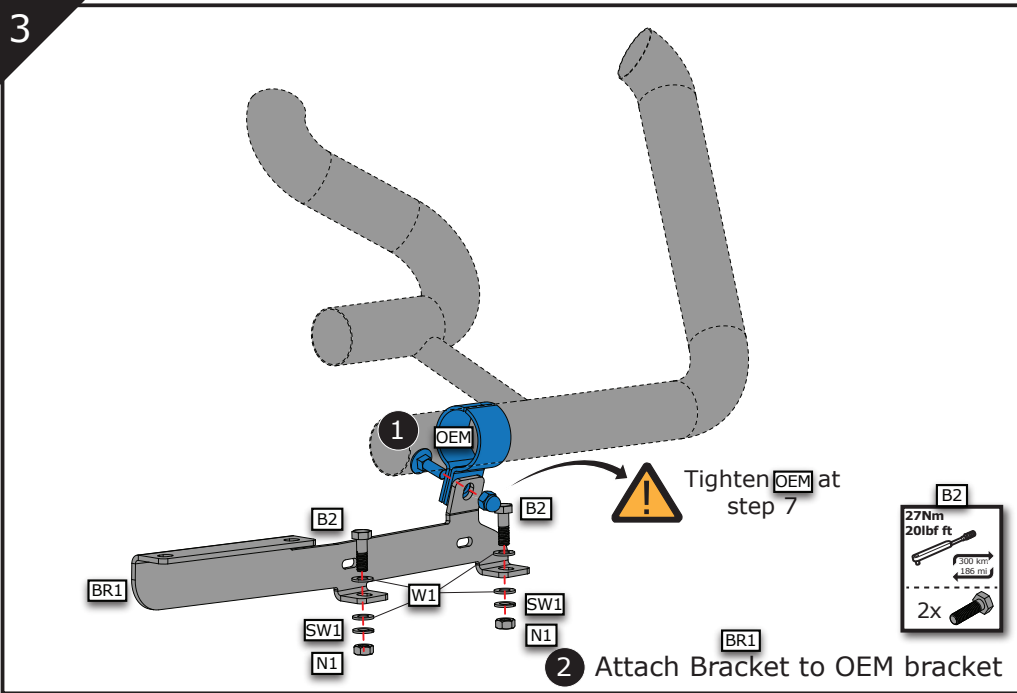 3
1
OEM
Tighten OEM at
step 7
B2
B2
B2
27Nm
20lbf ft
300 km
186 mi
2x
BR1
W1
SW1
SW1
N1
N1
BR1
2 Attach Bracket to OEM bracket